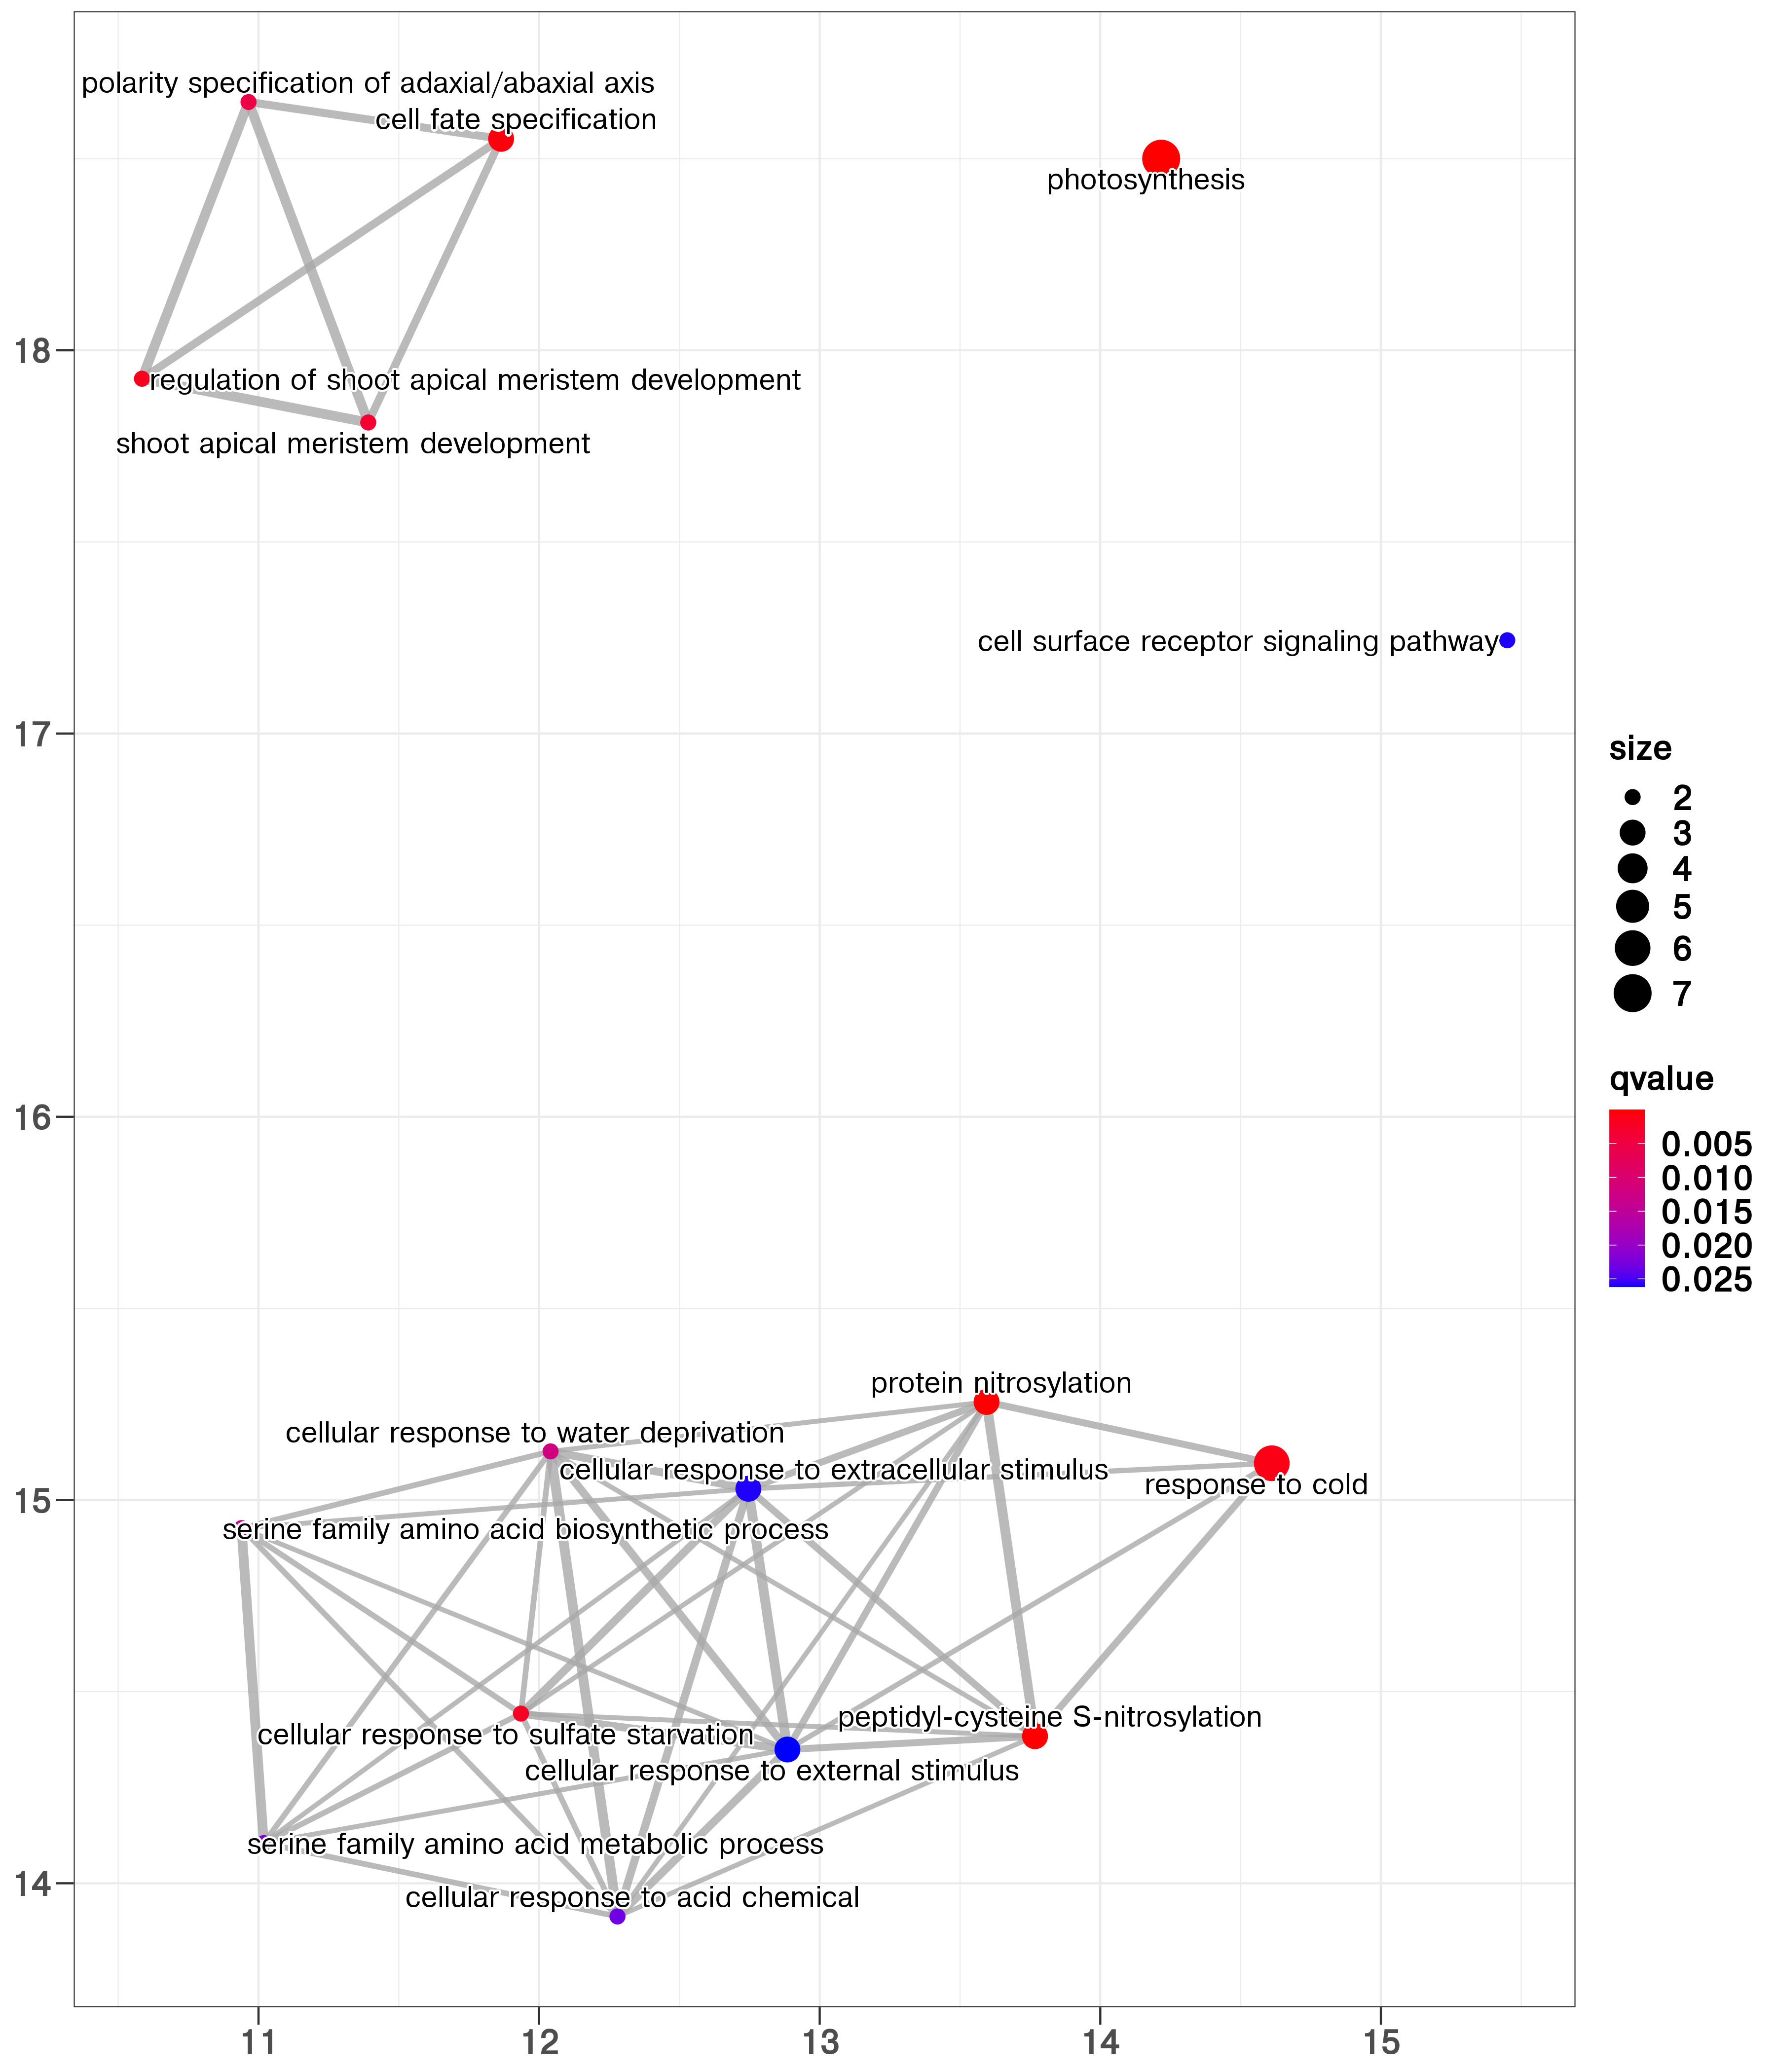 polarity specification of adaxial/abaxial axis
cell fate specification
photosynthesis
18
regulation of shoot apical meristem development
shoot apical meristem development
cell surface receptor signaling pathway
17
size
2
3
4
5
6
7
16
qvalue
0.005
0.010
0.015
0.020
0.025
protein nitrosylation
cellular response to water deprivation
cellular response to extracellular stimulus
response to cold
15
serine family amino acid biosynthetic process
peptidyl-cysteine S-nitrosylation
cellular response to sulfate starvation
cellular response to external stimulus
serine family amino acid metabolic process
14
cellular response to acid chemical
11 12 13 14 15